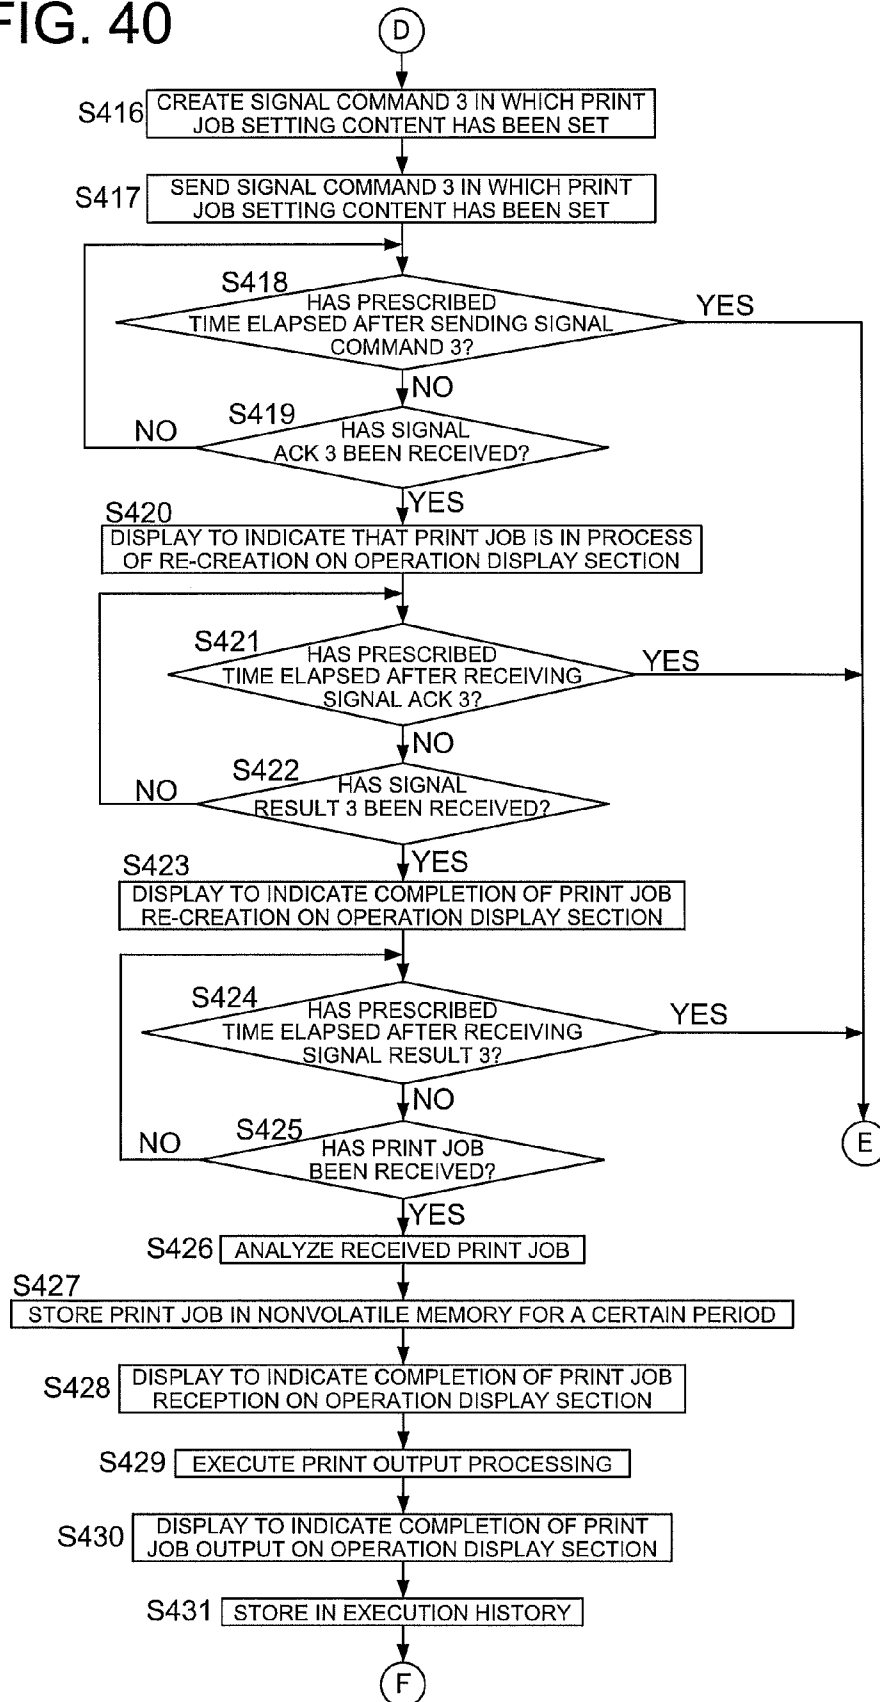 FIG. 40
D
S416
CREATE SIGNAL COMMAND 3 IN WHICH PRINT
JOB SETTING CONTENT HAS BEEN SET
S417
SEND SIGNAL COMMAND 3 IN WHICH PRINT
JOB SETTING CONTENT HAS BEEN SET
S418
HAS PRESCRIBED
TIME ELAPSED AFTER SENDING SIGNAL
COMMAND 3?
YES
NO
S419
HAS SIGNAL
ACK 3 BEEN RECEIVED?
NO
YES
S420
DISPLAY TO INDICATE THAT PRINT JOB IS IN PROCESS
OF RE-CREATION ON OPERATION DISPLAY SECTION
S421
HAS PRESCRIBED
TIME ELAPSED AFTER RECEIVING
SIGNAL ACK 3?
YES
NO
S422
HAS SIGNAL
RESULT 3 BEEN RECEIVED?
NO
YES
S423
DISPLAY TO INDICATE COMPLETION OF PRINT JOB
RE-CREATION ON OPERATION DISPLAY SECTION
S424
HAS PRESCRIBED
TIME ELAPSED AFTER RECEIVING
SIGNAL RESULT 3?
YES
NO
S425
HAS PRINT JOB
BEEN RECEIVED?
NO
E
YES
S426
ANALYZE RECEIVED PRINT JOB
S427
STORE PRINT JOB IN NONVOLATILE MEMORY FOR A CERTAIN PERIOD
S428
DISPLAY TO INDICATE COMPLETION OF PRINT JOB
RECEPTION ON OPERATION DISPLAY SECTION
S429
EXECUTE PRINT OUTPUT PROCESSING
S430
DISPLAY TO INDICATE COMPLETION OF PRINT
JOB OUTPUT ON OPERATION DISPLAY SECTION
S431
STORE IN EXECUTION HISTORY
F